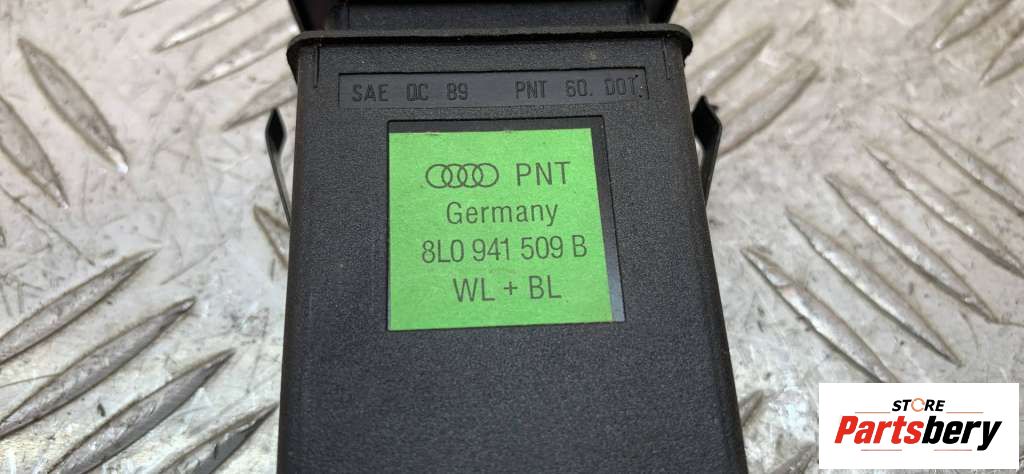 SAE QC 89 PNT 60. DOT.
PNT
Germany
8L0 941 509 B
WL + BL
STORE
Partsbery